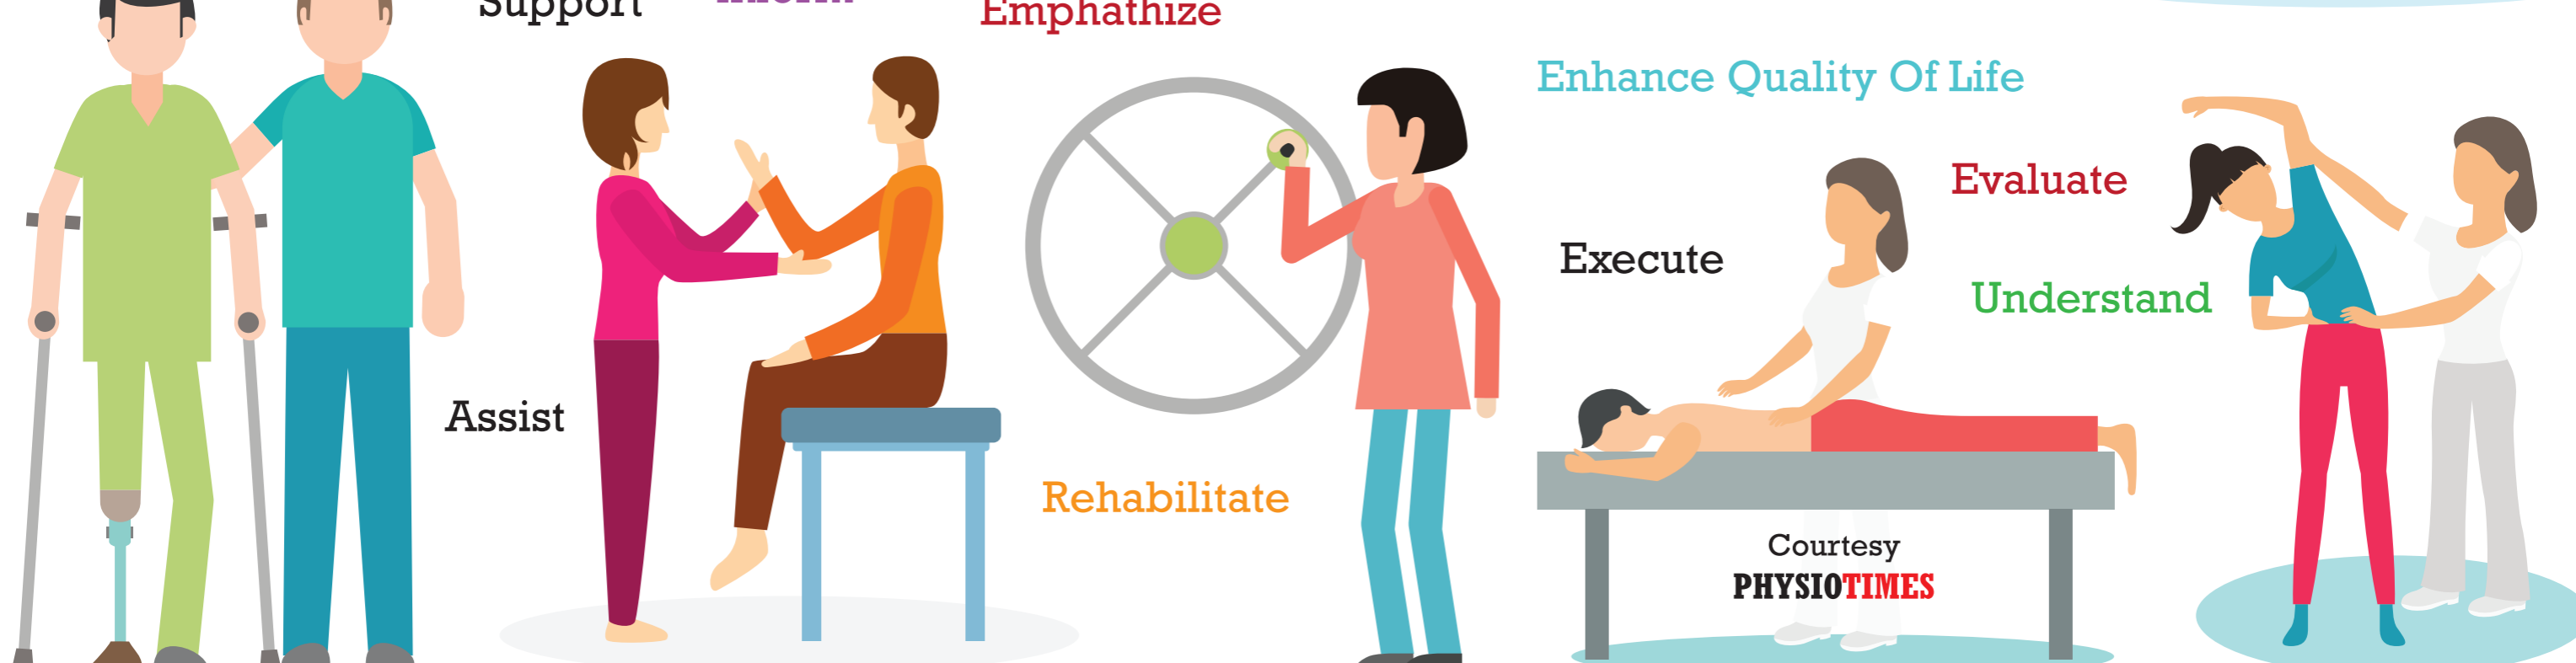 Support
Emphathize
Enhance Quality Of Life
Evaluate
Execute
Understand
Assist
Rehabilitate
Courtesy
PHYSIOTIMES